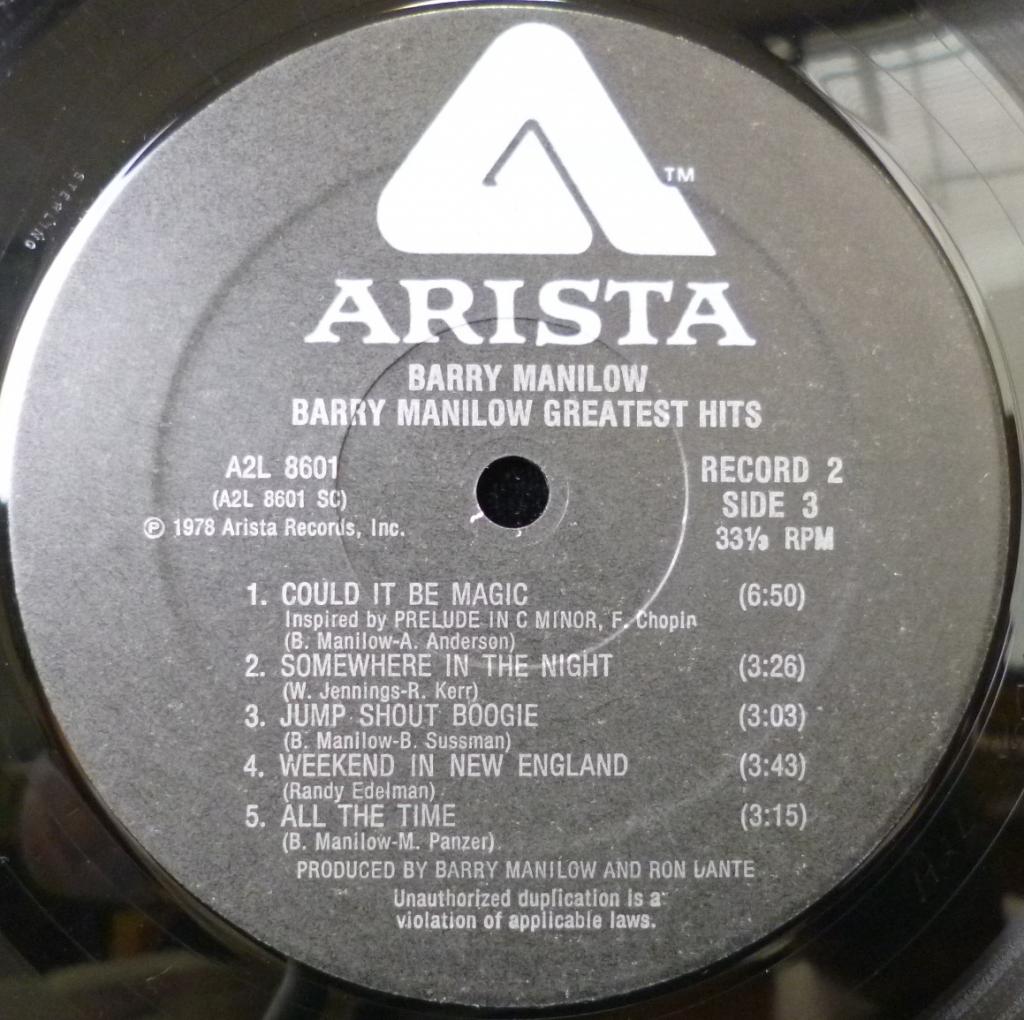 STERLING
TM
ARISTA
BARRY MANILOW
BARRY MANILOW GREATEST HITS
A2L 8601
(A2L 8601 SC)
℗ 1978 Arista Records, Inc.
RECORD 2
SIDE 3
33⅓ RPM
1. COULD IT BE MAGIC (6:50)
Inspired by PRELUDE IN C MINOR, F. Chopin
(B. Manilow-A. Anderson)
2. SOMEWHERE IN THE NIGHT (3:26)
(W. Jennings-R. Kerr)
3. JUMP SHOUT BOOGIE (3:03)
(B. Manilow-B. Sussman)
4. WEEKEND IN NEW ENGLAND (3:43)
(Randy Edelman)
5. ALL THE TIME (3:15)
(B. Manilow-M. Panzer)
PRODUCED BY BARRY MANILOW AND RON DANTE
Unauthorized duplication is a
violation of applicable laws.